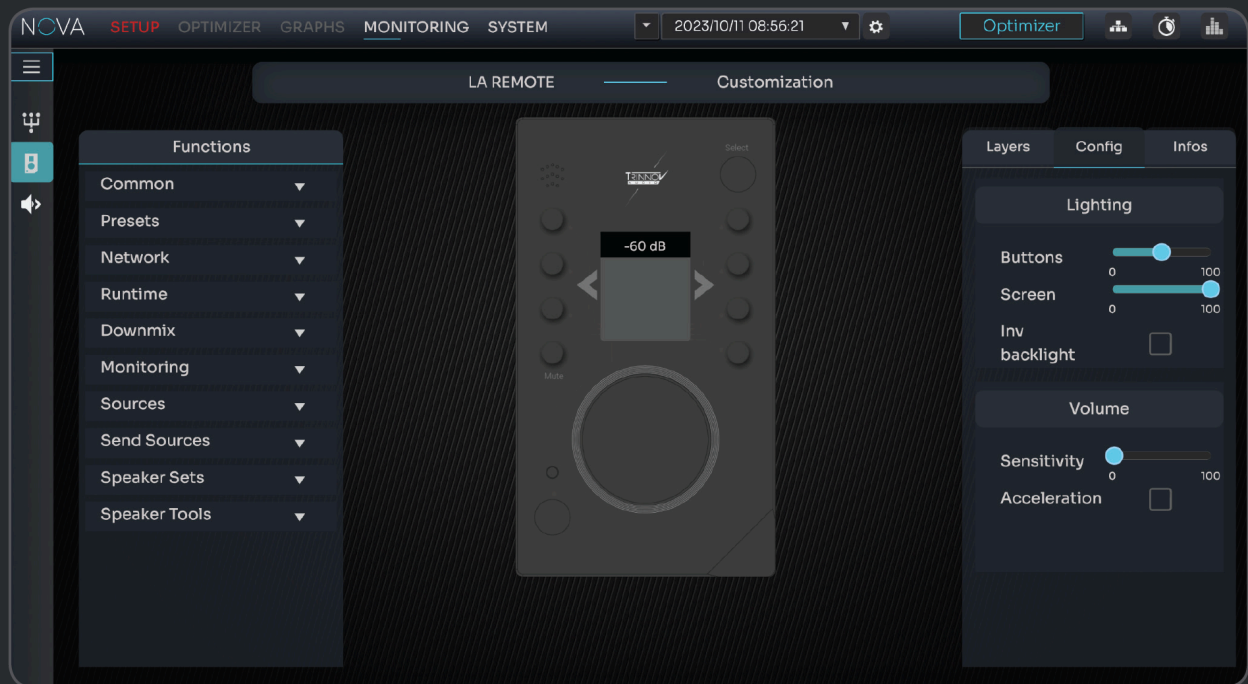 NOVA SETUP OPTIMIZER GRAPHS MONITORING SYSTEM 2023/10/11 08:56:21 Optimizer
LA REMOTE Customization
Functions
Common
Presets
Network
Runtime
Downmix
Monitoring
Sources
Send Sources
Speaker Sets
Speaker Tools
Select
TRINNOV
AUDIO
-60 dB
Mute
Layers Config Infos
Lighting
Buttons
0 100
Screen
0 100
Inv
backlight
Volume
Sensitivity
0 100
Acceleration